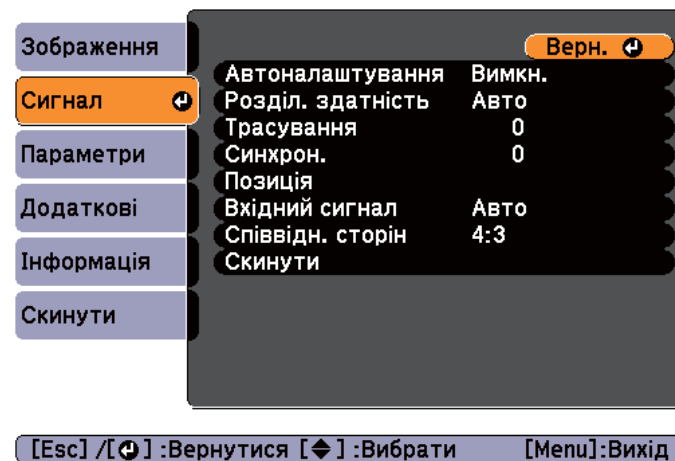 Зображення
Сигнал
Параметри
Додаткові
Інформація
Скинути
Верн.
Автоналаштування Вимкн.
Розділ. здатність Авто
Трасування 0
Синхрон. 0
Позиція
Вхідний сигнал Авто
Співвідн. сторін 4:3
Скинути
[Esc] /[ ] :Вернутися [ ] :Вибрати [Menu]:Вихід